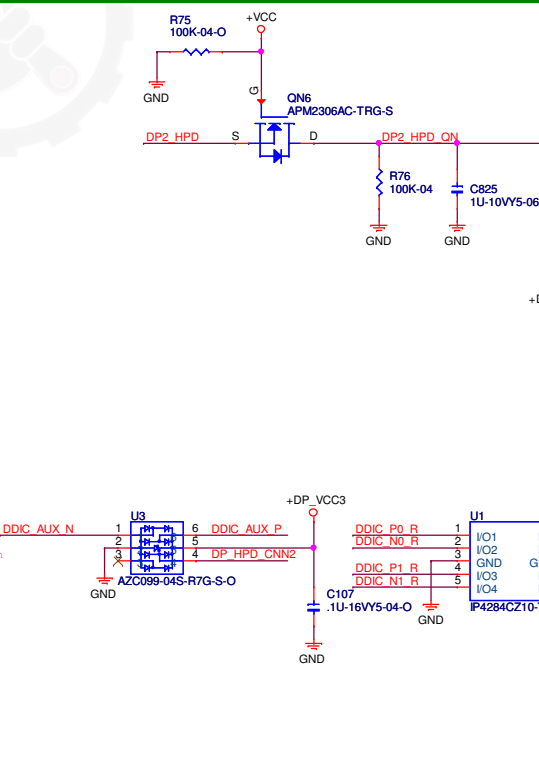 R75
100K-04-O
+VCC
GND
G
QN6
APM2306AC-TRG-S
DP2_HPD
S
D
DP2_HPD_QN
R76
100K-04
C825
1U-10VY5-06
GND
GND
+D
+DP_VCC3
U3
U1
DDIC_AUX_N
1
6
DDIC_AUX_P
2
5
3
4
DP_HPD_CNN2
AZC099-04S-R7G-S-O
GND
DDIC_P0_R
1
I/O1
DDIC_N0_R
2
I/O2
3
GND
G
DDIC_P1_R
4
I/O3
DDIC_N1_R
5
I/O4
IP4284CZ10-T
C107
.1U-16VY5-04-O
GND
GND